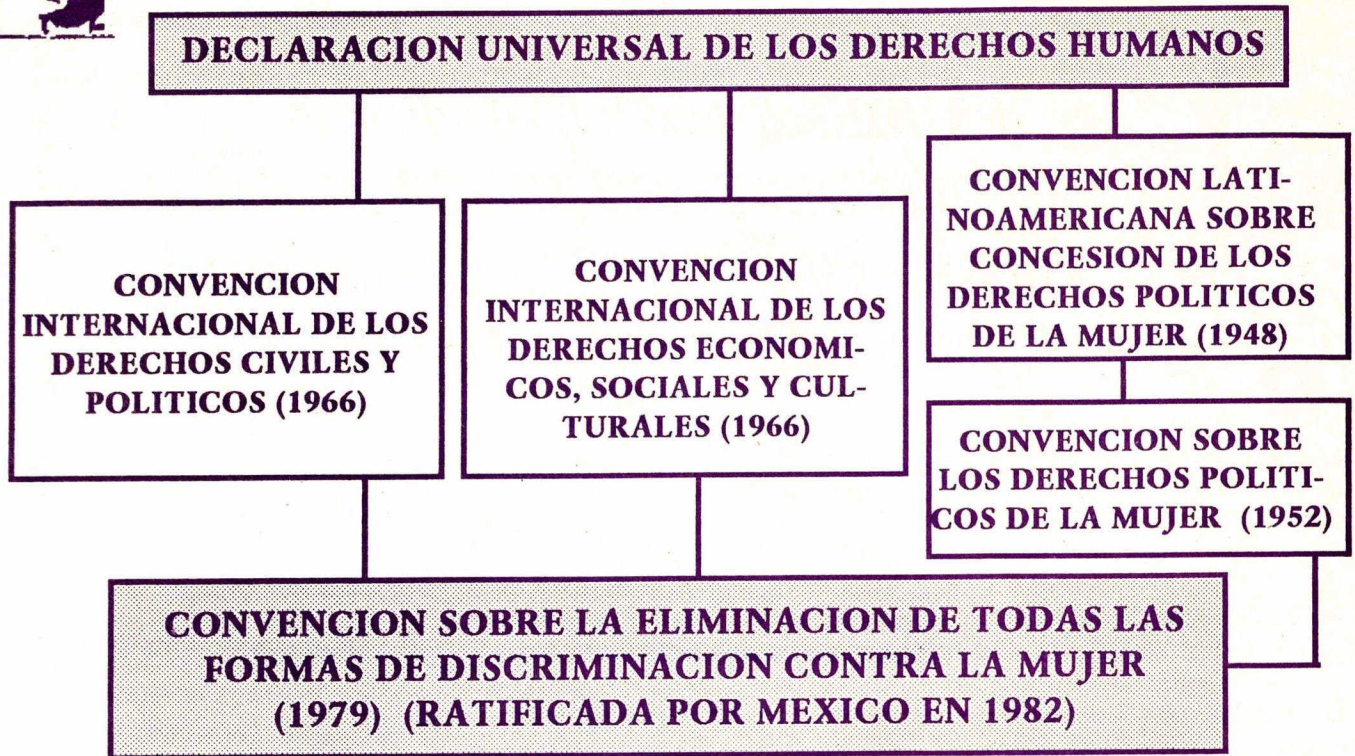 DECLARACION UNIVERSAL DE LOS DERECHOS HUMANOS
CONVENCION
INTERNACIONAL DE LOS
DERECHOS CIVILES Y
POLITICOS (1966)
CONVENCION
INTERNACIONAL DE LOS
DERECHOS ECONOMI-
COS, SOCIALES Y CUL-
TURALES (1966)
CONVENCION LATI-
NOAMERICANA SOBRE
CONCESION DE LOS
DERECHOS POLITICOS
DE LA MUJER (1948)
CONVENCION SOBRE
LOS DERECHOS POLITI-
COS DE LA MUJER (1952)
CONVENCION SOBRE LA ELIMINACION DE TODAS LAS
FORMAS DE DISCRIMINACION CONTRA LA MUJER
(1979) (RATIFICADA POR MEXICO EN 1982)